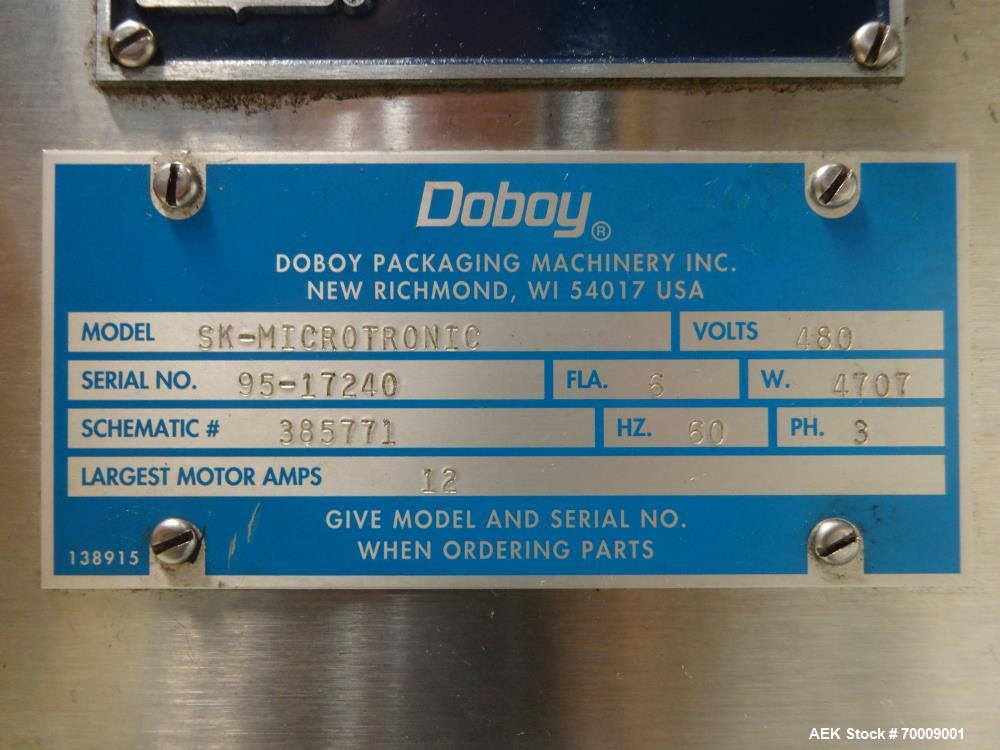 ®
Doboy®
DOBOY PACKAGING MACHINERY INC.
NEW RICHMOND, WI 54017 USA
MODEL SK-MICROTRONIC VOLTS 480
SERIAL NO. 95-17240 FLA. 6 W. 4707
SCHEMATIC # 385771 HZ. 60 PH. 3
LARGEST MOTOR AMPS 12
GIVE MODEL AND SERIAL NO.
WHEN ORDERING PARTS
138915
AEK Stock # 70009001